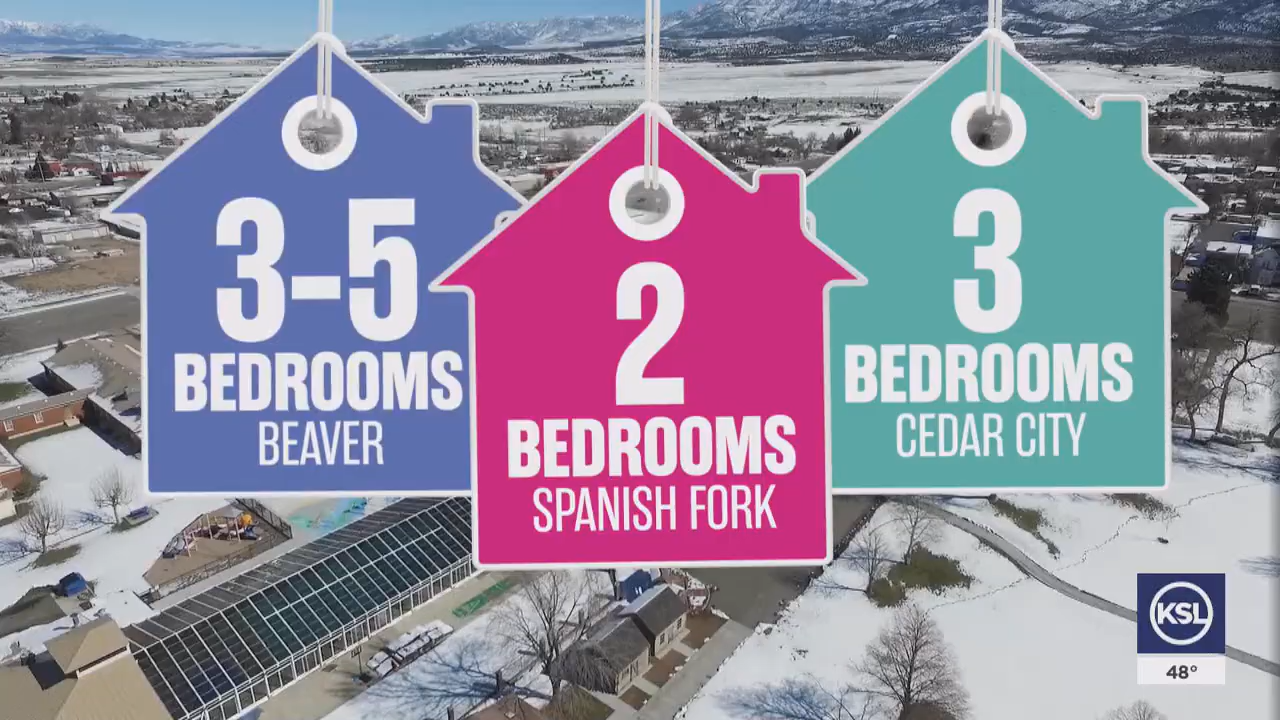 3-5
BEDROOMS
BEAVER
2
BEDROOMS
SPANISH FORK
3
BEDROOMS
CEDAR CITY
KSL
48°